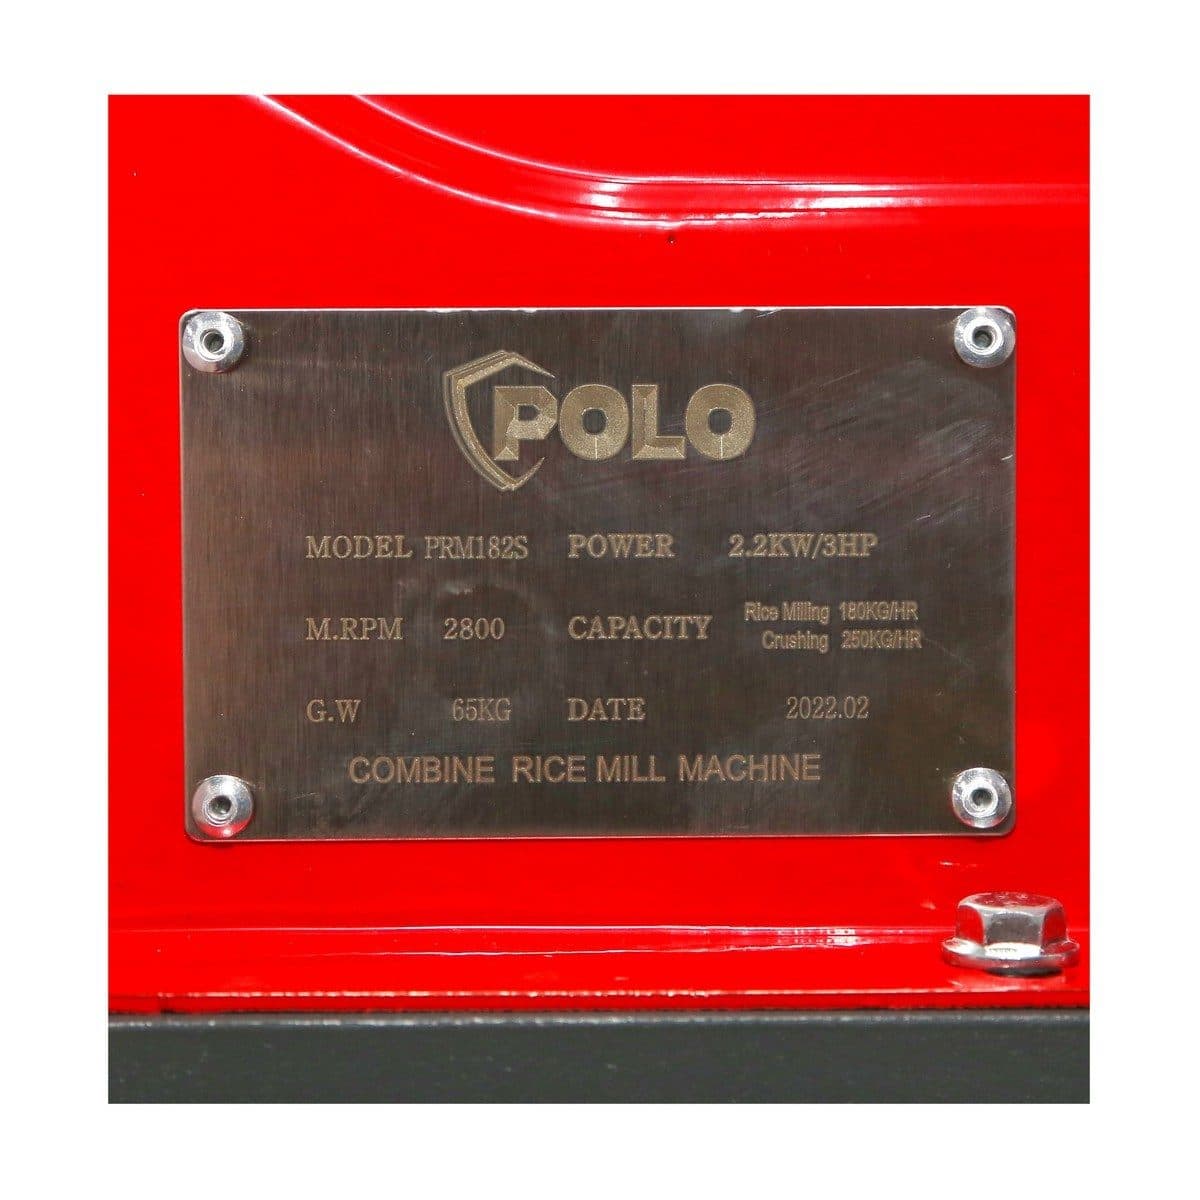 POLO
MODEL PRM182S POWER 2.2KW/3HP
M.RPM 2800 CAPACITY Rice Milling 180KG/HR
Crushing 250KG/HR
G.W 65KG DATE 2022.02
COMBINE RICE MILL MACHINE